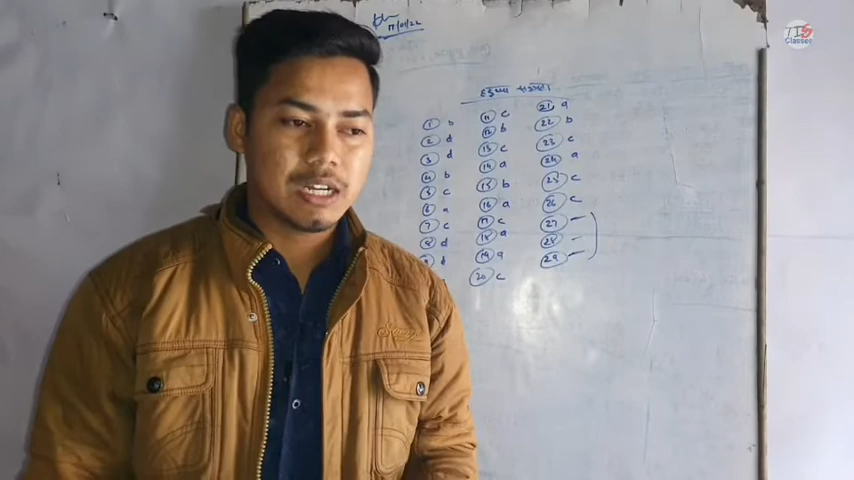 11/01/22
TIS
Classes
1 b
2 d
3 d
4 b
5 c
6 a
7 c
8 d
d
11 c
12 b
13 c
14 a
15 b
16 a
17 c
18 a
19 a
20 c
21 a
22 b
23 c
24 a
25 c
26 c
27 –
28 –
29 –